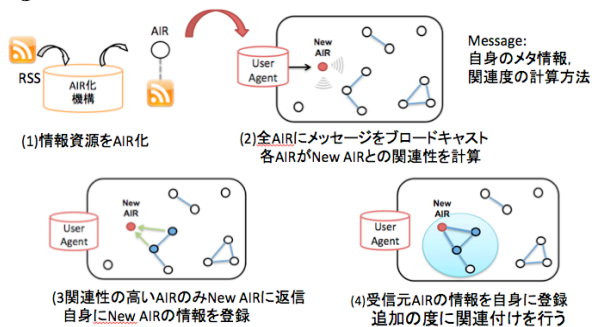 AIR
RSS
AIR化
機構
(1)情報資源をAIR化
User
Agent
New
AIR
Message:
自身のメタ情報,
関連度の計算方法
(2)全AIRにメッセージをブロードキャスト
各AIRがNew AIRとの関連性を計算
User
Agent
New
AIR
(3関連性の高いAIRのみNew AIRに返信
自身にNew AIRの情報を登録
User
Agent
New
AIR
(4)受信元AIRの情報を自身に登録
追加の度に関連付けを行う